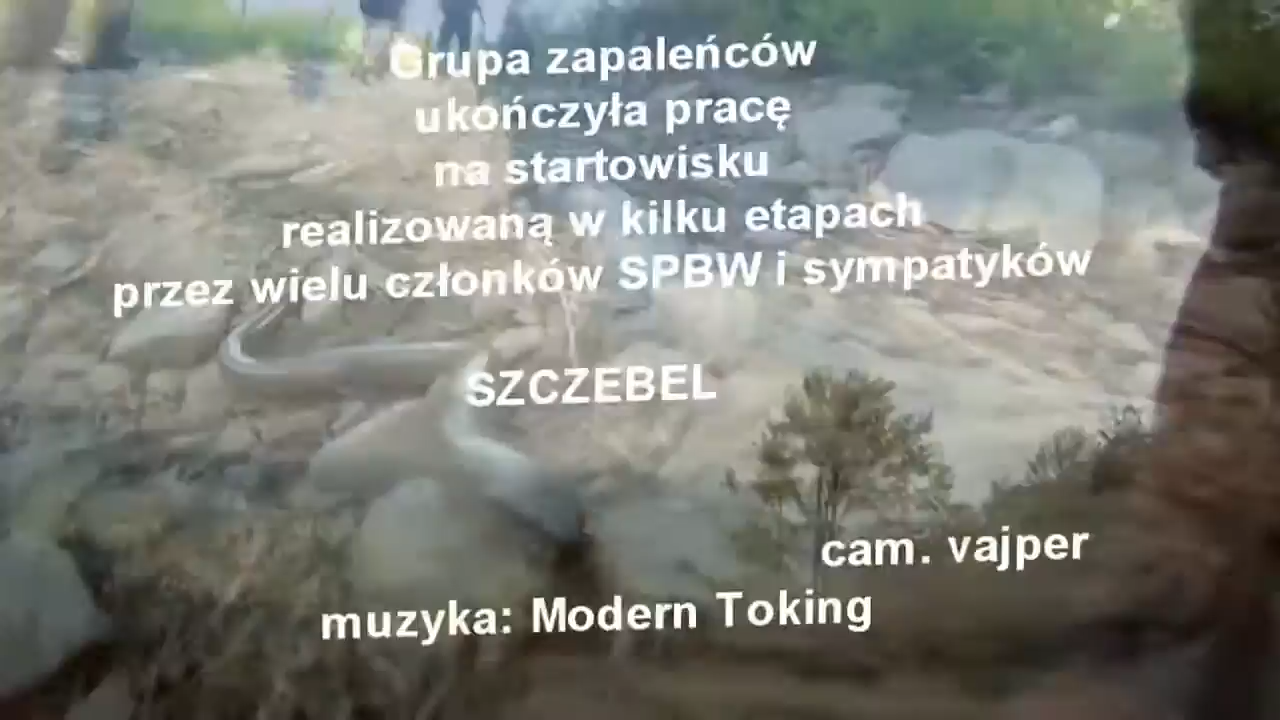 Grupa zapaleńców
ukończyła pracę
na startowisku
realizowaną w kilku etapach
przez wielu członków SPBW i sympatyków
SZCZEBEL
cam. vajper
muzyka: Modern Toking